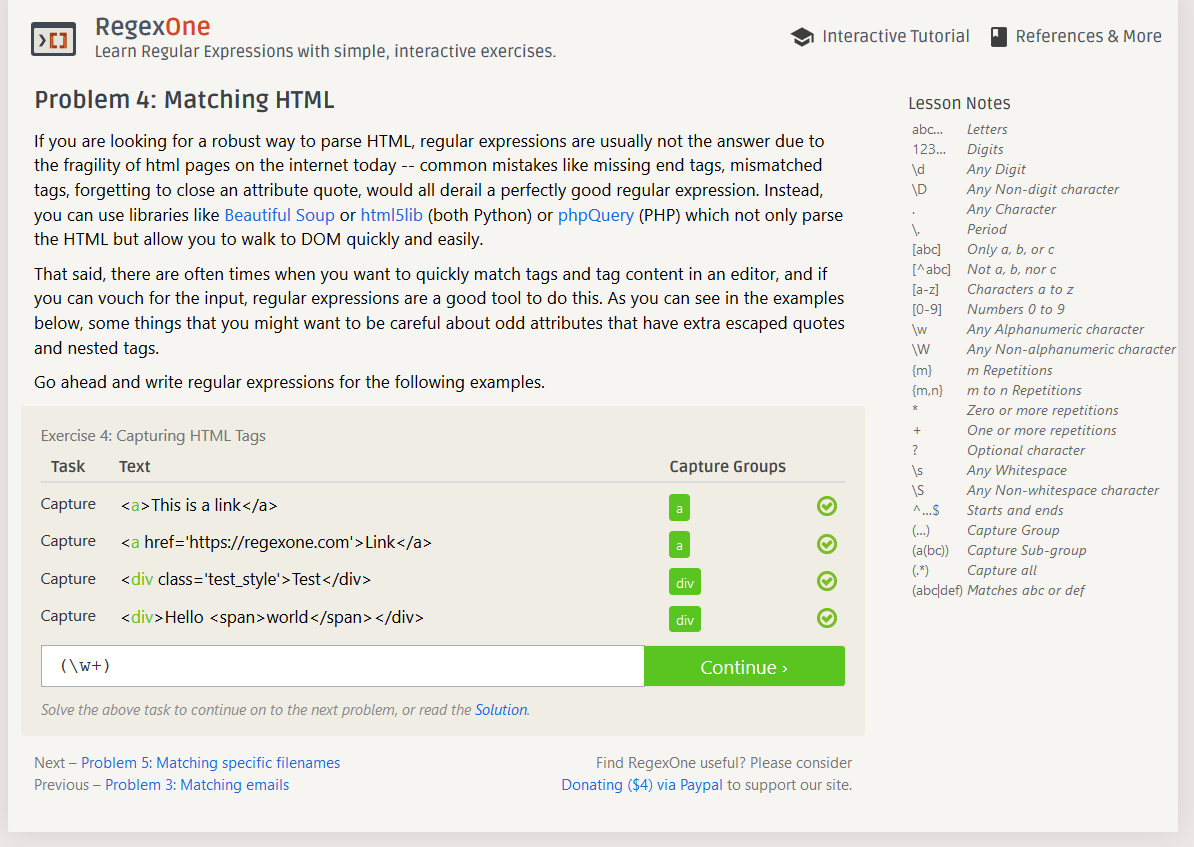 RegexOne
Learn Regular Expressions with simple, interactive exercises.
Interactive Tutorial
References & More
Problem 4: Matching HTML
If you are looking for a robust way to parse HTML, regular expressions are usually not the answer due to
the fragility of html pages on the internet today -- common mistakes like missing end tags, mismatched
tags, forgetting to close an attribute quote, would all derail a perfectly good regular expression. Instead,
you can use libraries like Beautiful Soup or html5lib (both Python) or phpQuery (PHP) which not only parse
the HTML but allow you to walk to DOM quickly and easily.
That said, there are often times when you want to quickly match tags and tag content in an editor, and if
you can vouch for the input, regular expressions are a good tool to do this. As you can see in the examples
below, some things that you might want to be careful about odd attributes that have extra escaped quotes
and nested tags.
Go ahead and write regular expressions for the following examples.
Exercise 4: Capturing HTML Tags
Task Text Capture Groups
Capture <a>This is a link</a> a
Capture <a href='https://regexone.com'>Link</a> a
Capture <div class='test_style'>Test</div> div
Capture <div>Hello <span>world</span></div> div
(\w+)
Continue ›
Solve the above task to continue on to the next problem, or read the Solution.
Next – Problem 5: Matching specific filenames
Previous – Problem 3: Matching emails
Find RegexOne useful? Please consider
Donating ($4) via Paypal to support our site.
Lesson Notes
abc... Letters
123... Digits
\d Any Digit
\D Any Non-digit character
. Any Character
\. Period
[abc] Only a, b, or c
[^abc] Not a, b, nor c
[a-z] Characters a to z
[0-9] Numbers 0 to 9
\w Any Alphanumeric character
\W Any Non-alphanumeric character
{m} m Repetitions
{m,n} m to n Repetitions
* Zero or more repetitions
+ One or more repetitions
? Optional character
\s Any Whitespace
\S Any Non-whitespace character
^...$ Starts and ends
(...) Capture Group
(a(bc)) Capture Sub-group
(.*) Capture all
(abc|def) Matches abc or def